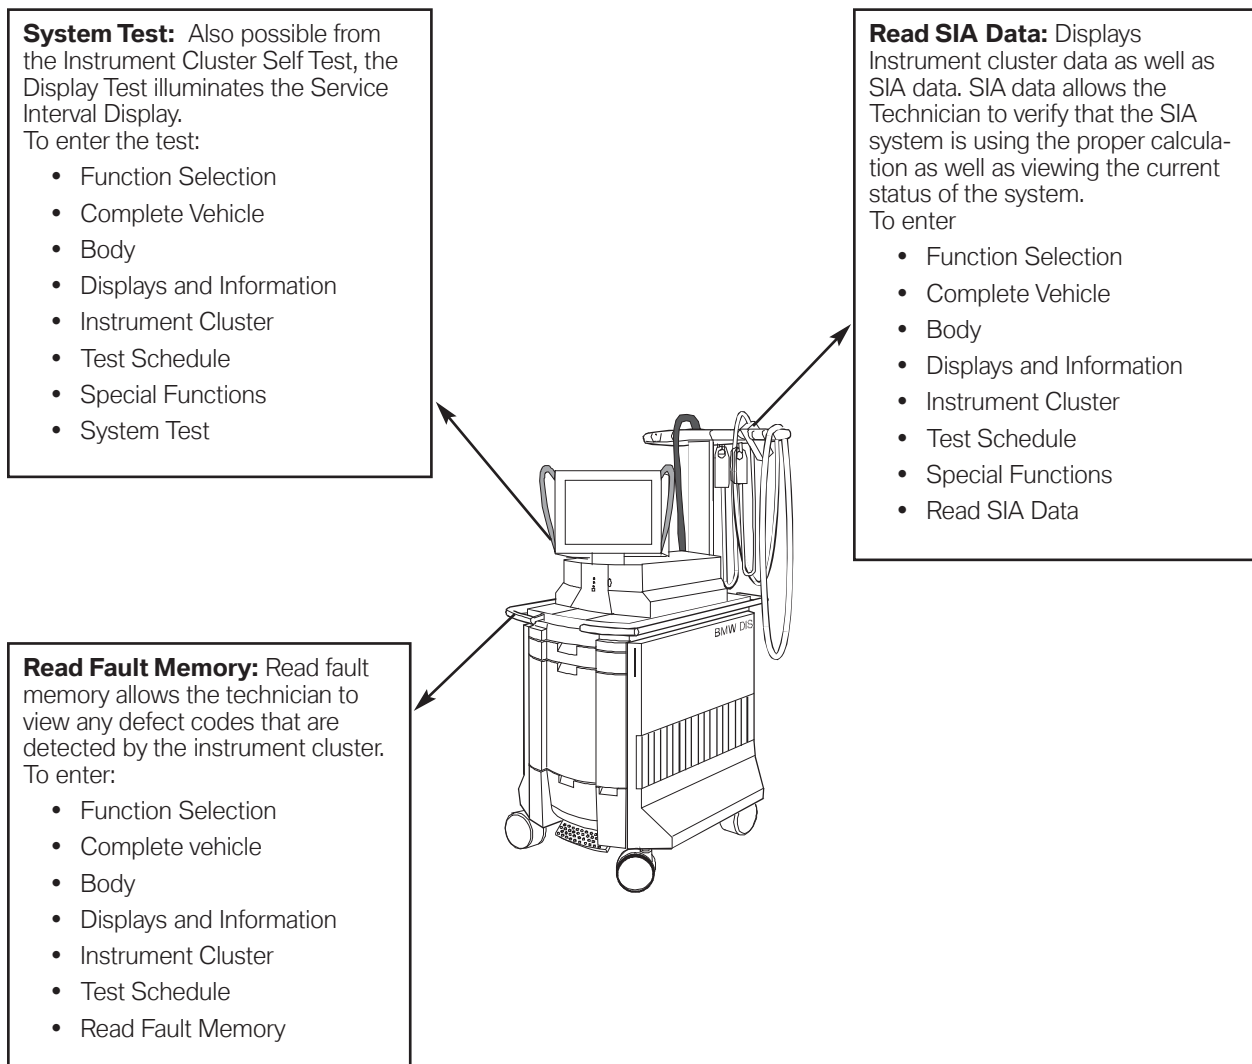 System Test: Also possible from
the Instrument Cluster Self Test, the
Display Test illuminates the Service
Interval Display.
To enter the test:
• Function Selection
• Complete Vehicle
• Body
• Displays and Information
• Instrument Cluster
• Test Schedule
• Special Functions
• System Test
Read SIA Data: Displays
Instrument cluster data as well as
SIA data. SIA data allows the
Technician to verify that the SIA
system is using the proper calcula-
tion as well as viewing the current
status of the system.
To enter
• Function Selection
• Complete Vehicle
• Body
• Displays and Information
• Instrument Cluster
• Test Schedule
• Special Functions
• Read SIA Data
BMW DIS
Read Fault Memory: Read fault
memory allows the technician to
view any defect codes that are
detected by the instrument cluster.
To enter:
• Function Selection
• Complete vehicle
• Body
• Displays and Information
• Instrument Cluster
• Test Schedule
• Read Fault Memory